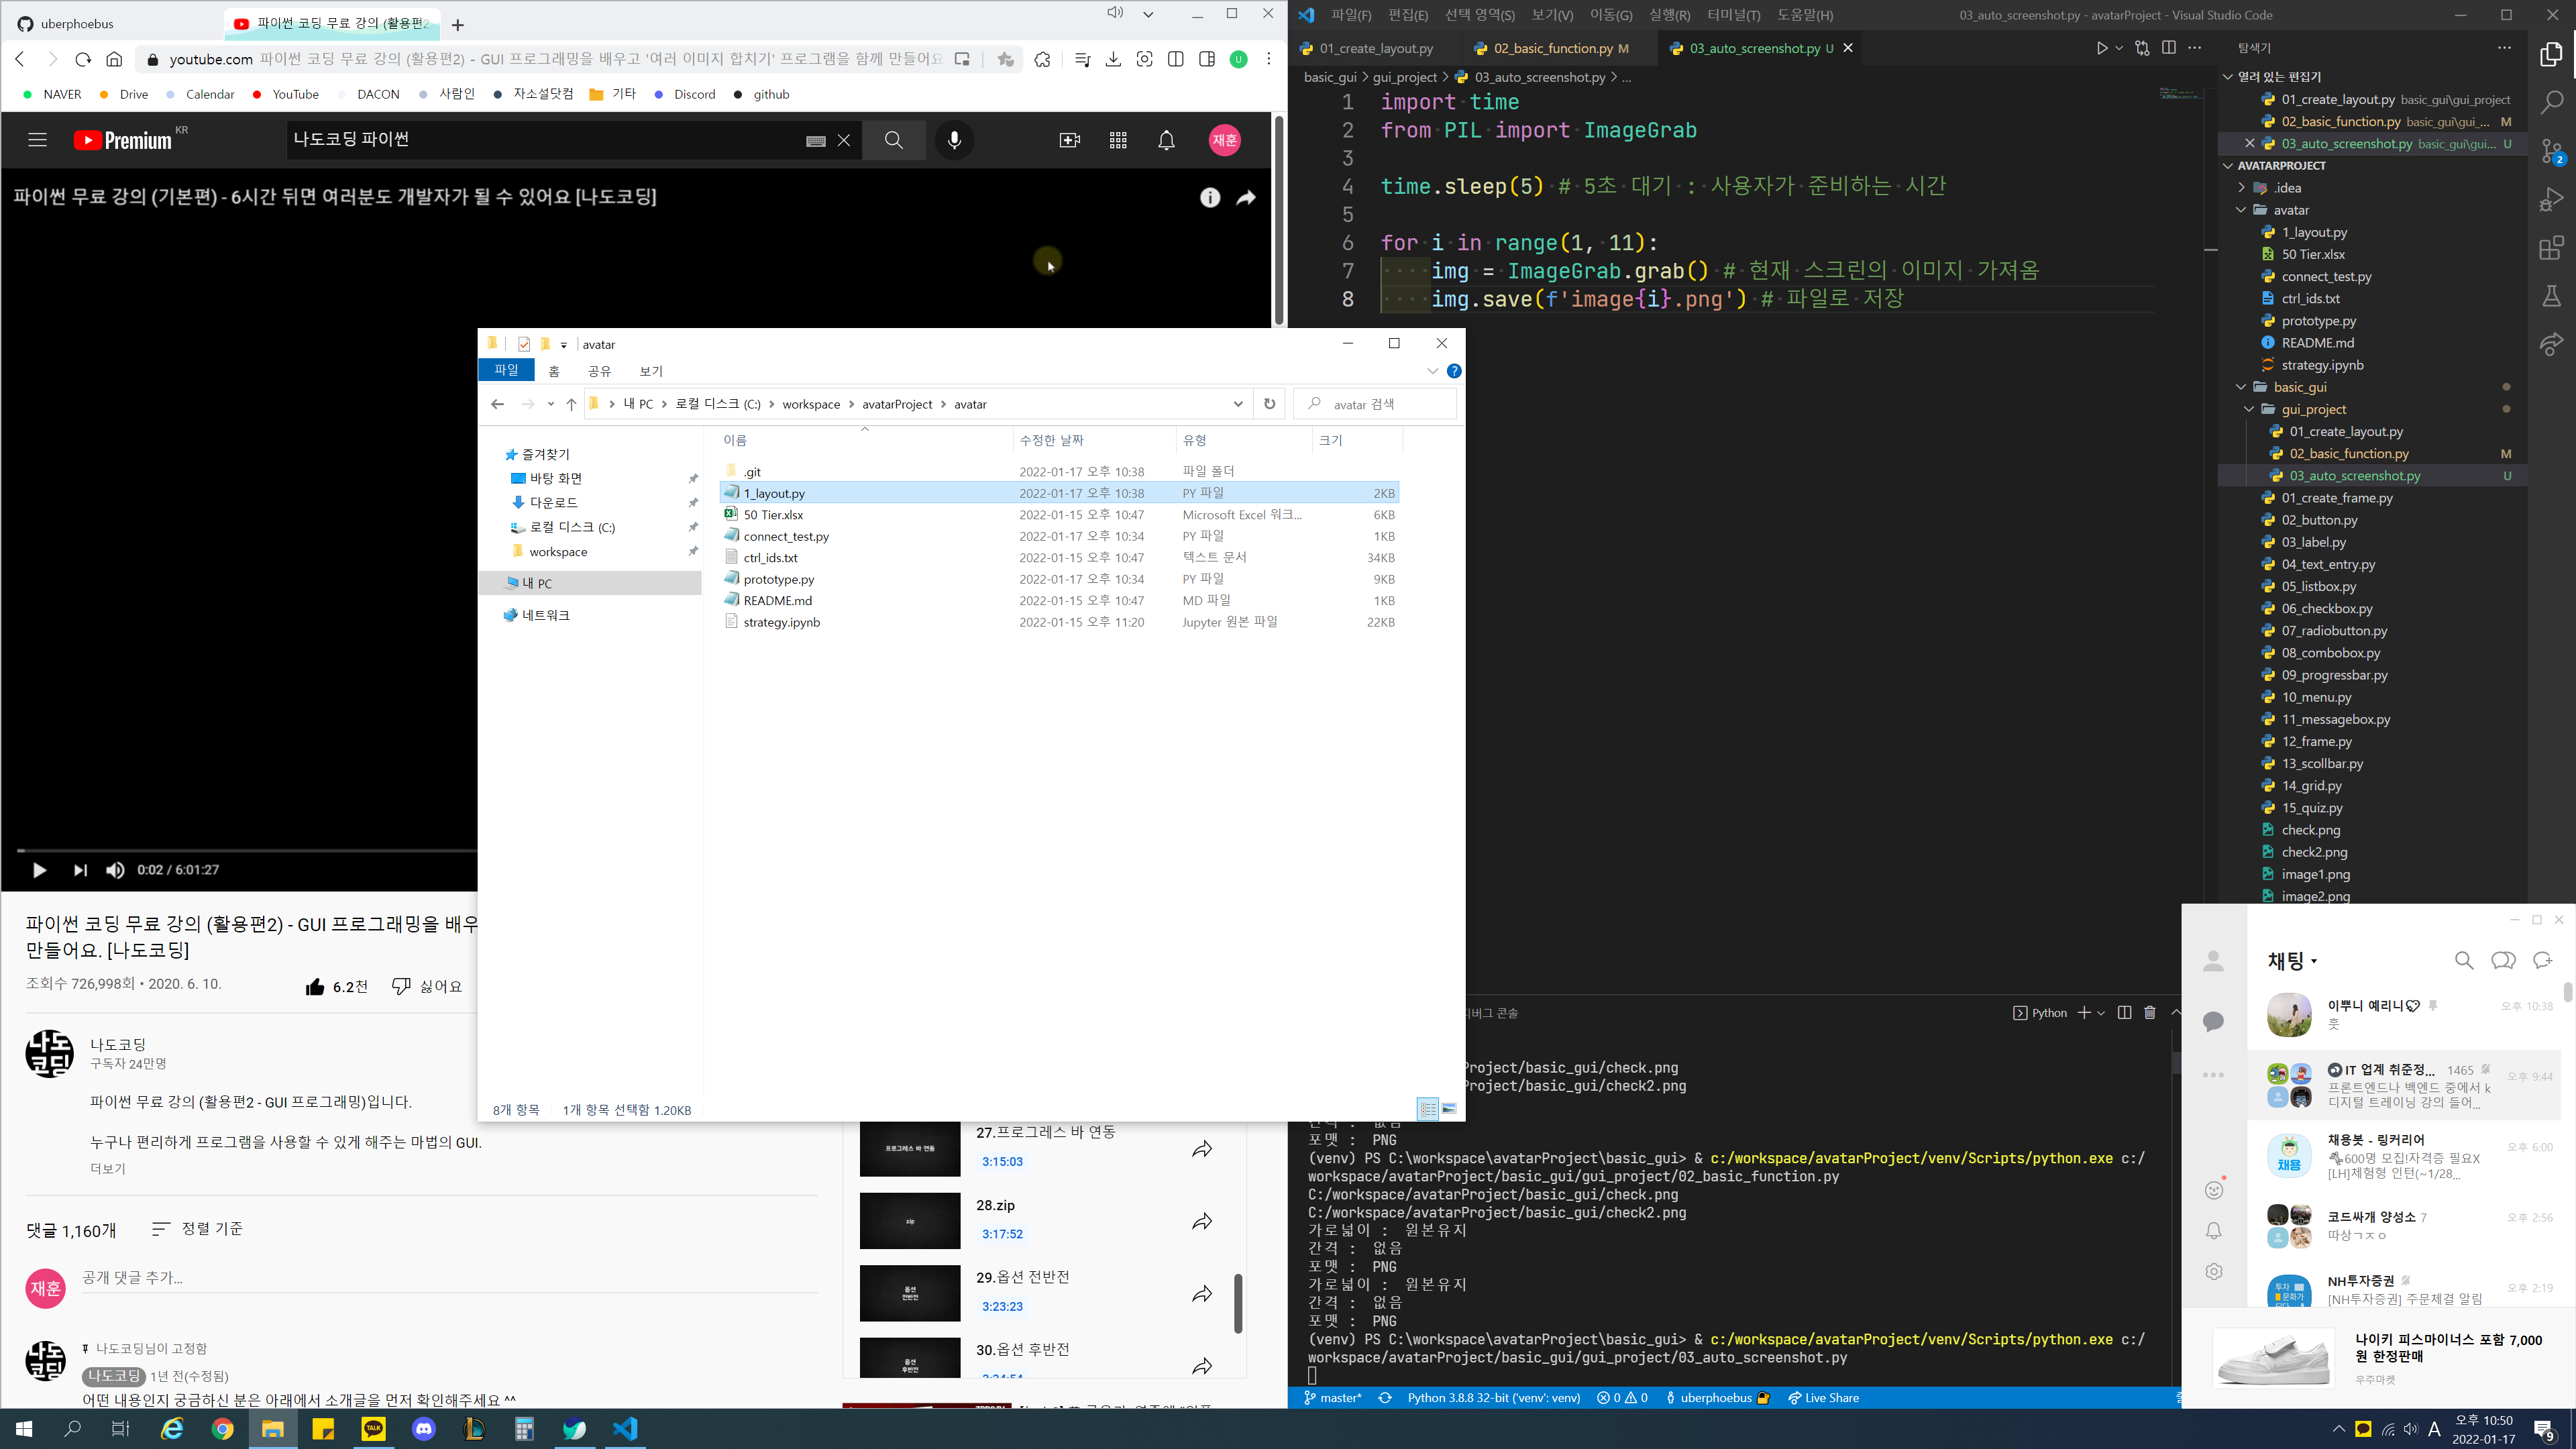 uberphoebus
파이썬 코딩 무료 강의 (활용편2
youtube.com 파이썬 코딩 무료 강의 (활용편2) - GUI 프로그래밍을 배우고 '여러 이미지 합치기' 프로그램을 함께 만들어요
NAVER Drive Calendar YouTube DACON 사람인 자소설닷컴 기타 Discord github
Premium KR
나도코딩 파이썬
재훈
파이썬 무료 강의 (기본편) - 6시간 뒤면 여러분도 개발자가 될 수 있어요 [나도코딩]
0:02 / 6:01:27
파이썬 코딩 무료 강의 (활용편2) - GUI 프로그래밍을 배우
만들어요. [나도코딩]
조회수 726,998회 • 2020. 6. 10.
6.2천 싫어요
나도코딩
구독자 24만명
파이썬 무료 강의 (활용편2 - GUI 프로그래밍)입니다.
누구나 편리하게 프로그램을 사용할 수 있게 해주는 마법의 GUI.
더보기
댓글 1,160개 정렬 기준
재훈
공개 댓글 추가...
나도코딩님이 고정함
나도코딩 1년 전(수정됨)
어떤 내용인지 궁금하신 분은 아래에서 소개글을 먼저 확인해주세요 ^^
27.프로그레스 바 연동
3:15:03
28.zip
3:17:52
29.옵션 전반전
3:23:23
30.옵션 후반전
avatar
파일 홈 공유 보기
내 PC 로컬 디스크 (C:) workspace avatarProject avatar
avatar 검색
즐겨찾기
바탕 화면
다운로드
로컬 디스크 (C:)
workspace
내 PC
네트워크
이름 수정한 날짜 유형 크기
.git 2022-01-17 오후 10:38 파일 폴더
1_layout.py 2022-01-17 오후 10:38 PY 파일 2KB
50 Tier.xlsx 2022-01-15 오후 10:47 Microsoft Excel 워크... 6KB
connect_test.py 2022-01-17 오후 10:34 PY 파일 1KB
ctrl_ids.txt 2022-01-15 오후 10:47 텍스트 문서 34KB
prototype.py 2022-01-17 오후 10:34 PY 파일 9KB
README.md 2022-01-15 오후 10:47 MD 파일 1KB
strategy.ipynb 2022-01-15 오후 11:20 Jupyter 원본 파일 22KB
8개 항목 1개 항목 선택함 1.20KB
파일(F) 편집(E) 선택 영역(S) 보기(V) 이동(G) 실행(R) 터미널(T) 도움말(H)
03_auto_screenshot.py - avatarProject - Visual Studio Code
01_create_layout.py 02_basic_function.py M 03_auto_screenshot.py U
basic_gui > gui_project > 03_auto_screenshot.py > ...
1 import time
2 from PIL import ImageGrab
3
4 time.sleep(5) # 5초 대기 : 사용자가 준비하는 시간
5
6 for i in range(1, 11):
7 img = ImageGrab.grab() # 현재 스크린의 이미지 가져옴
8 img.save(f'image{i}.png') # 파일로 저장
탐색기
열려 있는 편집기
01_create_layout.py basic_gui\gui_project
02_basic_function.py basic_gui\gui_... M
03_auto_screenshot.py basic_gui\gui... U
AVATARPROJECT
.idea
avatar
1_layout.py
50 Tier.xlsx
connect_test.py
ctrl_ids.txt
prototype.py
README.md
strategy.ipynb
basic_gui
gui_project
01_create_layout.py
02_basic_function.py M
03_auto_screenshot.py U
01_create_frame.py
02_button.py
03_label.py
04_text_entry.py
05_listbox.py
06_checkbox.py
07_radiobutton.py
08_combobox.py
09_progressbar.py
10_menu.py
11_messagebox.py
12_frame.py
13_scollbar.py
14_grid.py
15_quiz.py
check.png
check2.png
image1.png
image2.png
2
디버그 콘솔
Python
Project/basic_gui/check.png
Project/basic_gui/check2.png
간격 : 없음
포맷 : PNG
(venv) PS C:\workspace\avatarProject\basic_gui> & c:/workspace/avatarProject/venv/Scripts/python.exe c:/
workspace/avatarProject/basic_gui/gui_project/02_basic_function.py
C:/workspace/avatarProject/basic_gui/check.png
C:/workspace/avatarProject/basic_gui/check2.png
가로넓이 : 원본유지
간격 : 없음
포맷 : PNG
가로넓이 : 원본유지
간격 : 없음
포맷 : PNG
(venv) PS C:\workspace\avatarProject\basic_gui> & c:/workspace/avatarProject/venv/Scripts/python.exe c:/
workspace/avatarProject/basic_gui/gui_project/03_auto_screenshot.py
master* Python 3.8.8 32-bit ('venv': venv) 0 0 uberphoebus Live Share
채팅
이뿌니 예리니 오후 10:38
훗
IT 업계 취준정... 1465 오후 9:44
프론트엔드나 백엔드 중에서 k
디지털 트레이닝 강의 들어...
채용봇 - 링커리어 오후 6:00
600명 모집!자격증 필요X
[LH]체험형 인턴(~1/28...
채용
코드싸개 양성소 7 오후 2:56
따상ㄱㅈㅇ
NH투자증권 오후 2:19
[NH투자증권] 주문체결 알림
나이키 피스마이너스 포함 7,000
원 한정판매
우주마켓
TALK
A
오후 10:50
2022-01-17
9